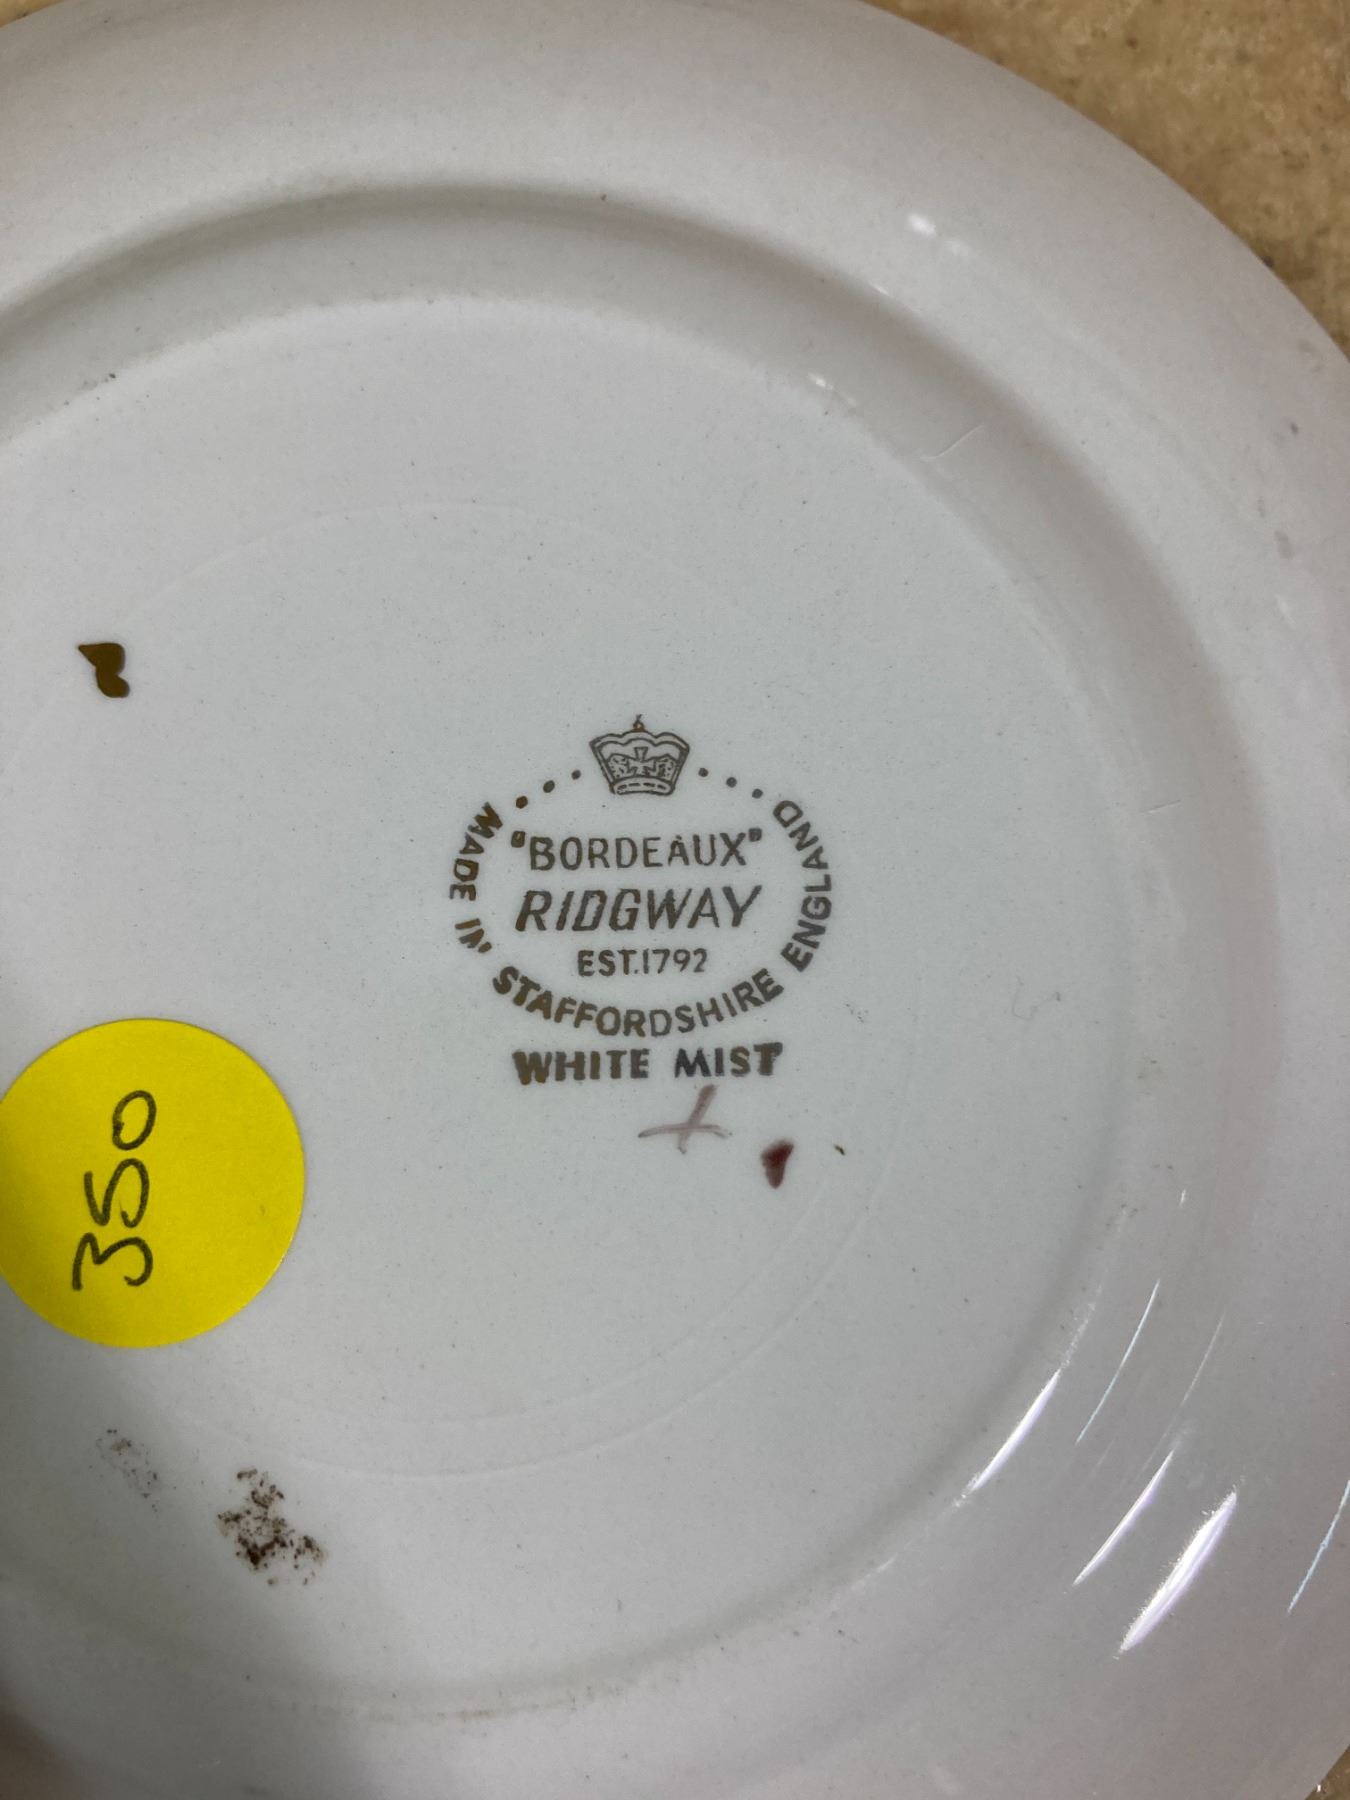 "BORDEAUX"
RIDGWAY
EST.1792
MADE IN STAFFORDSHIRE ENGLAND
WHITE MIST
350